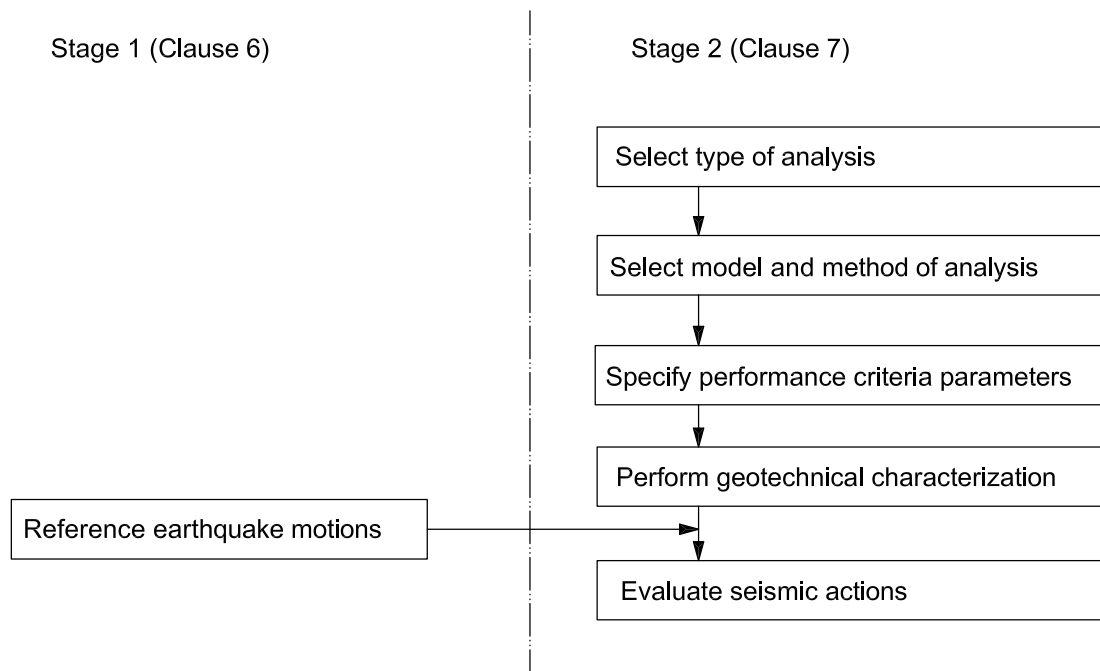 Stage 1 (Clause 6)
Stage 2 (Clause 7)
Select type of analysis
Select model and method of analysis
Specify performance criteria parameters
Perform geotechnical characterization
Reference earthquake motions
Evaluate seismic actions